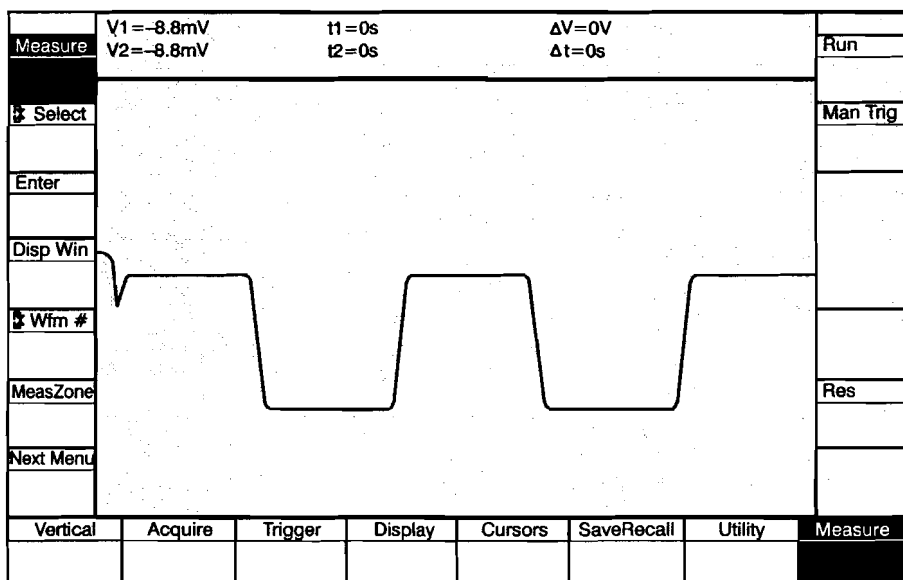 V1=–8.8mV t1=0s ΔV=0V
V2=–8.8mV t2=0s Δt=0s
Measure
Select
Enter
Disp Win
Wfm #
MeasZone
Next Menu
Run
Man Trig
Res
Vertical Acquire Trigger Display Cursors SaveRecall Utility Measure